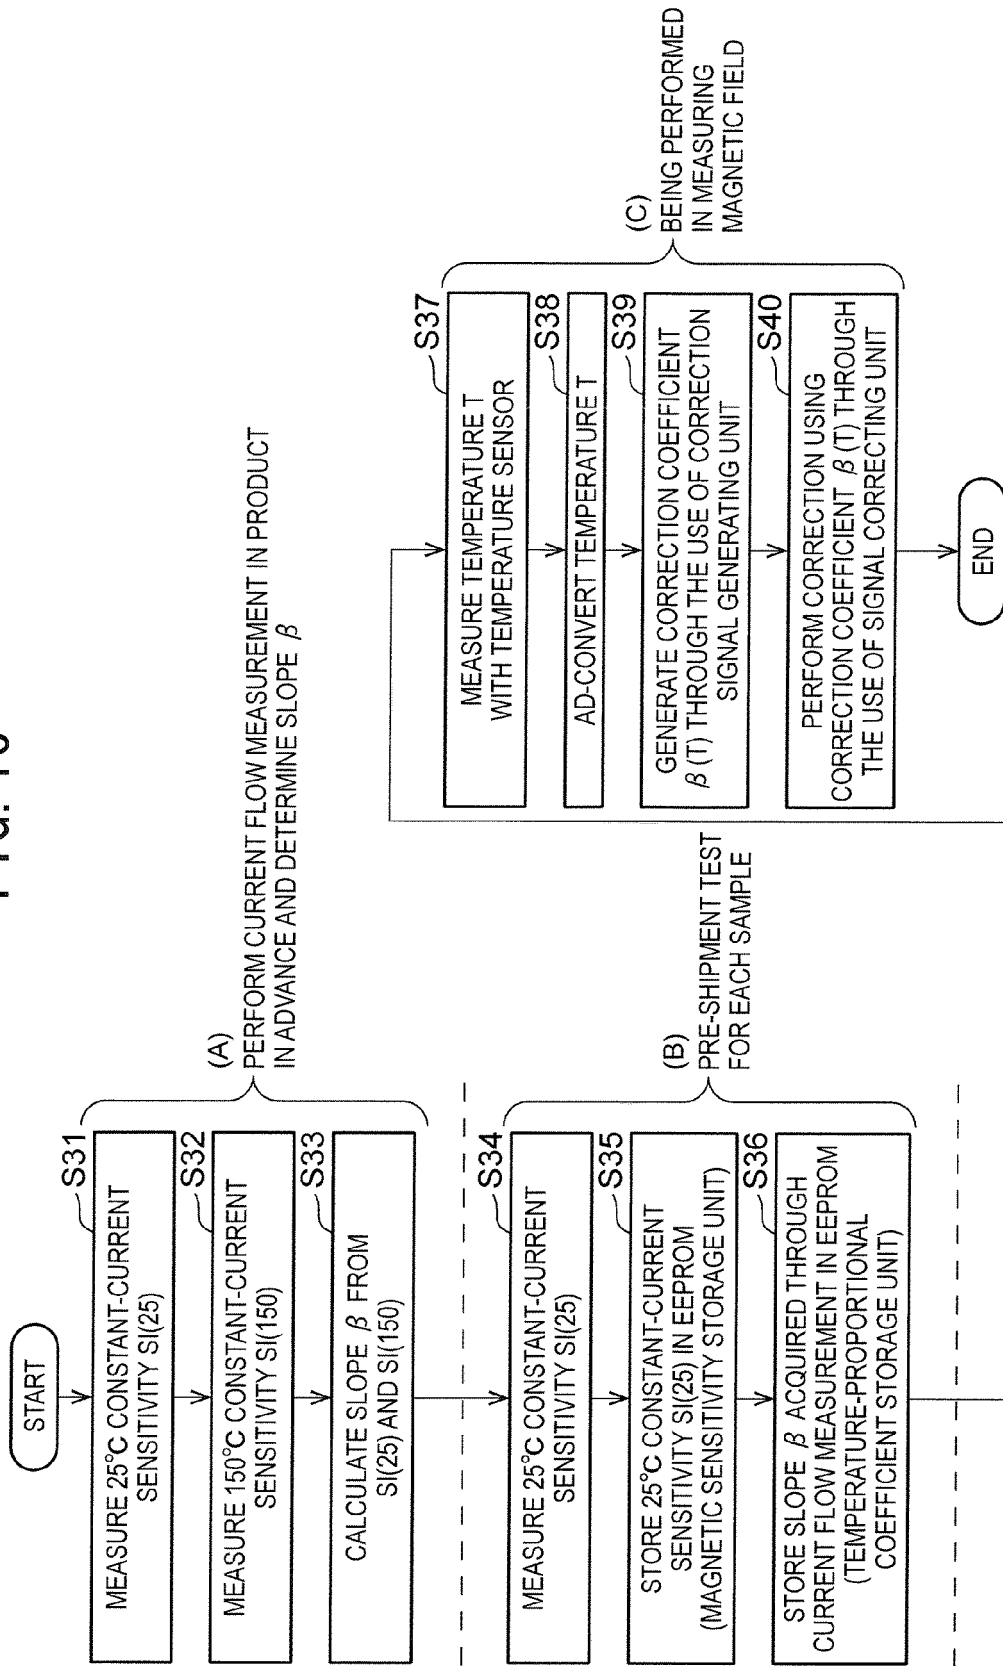 START
S31
MEASURE 25°C CONSTANT-CURRENT
SENSITIVITY SI(25)
S32
MEASURE 150°C CONSTANT-CURRENT
SENSITIVITY SI(150)
S33
CALCULATE SLOPE β FROM
SI(25) AND SI(150)
(A)
PERFORM CURRENT FLOW MEASUREMENT IN PRODUCT
IN ADVANCE AND DETERMINE SLOPE β
S34
MEASURE 25°C CONSTANT-CURRENT
SENSITIVITY SI(25)
S35
STORE 25°C CONSTANT-CURRENT
SENSITIVITY SI(25) IN EEPROM
(MAGNETIC SENSITIVITY STORAGE UNIT)
S36
STORE SLOPE β ACQUIRED THROUGH
CURRENT FLOW MEASUREMENT IN EEPROM
(TEMPERATURE-PROPORTIONAL
COEFFICIENT STORAGE UNIT)
(B)
PRE-SHIPMENT TEST
FOR EACH SAMPLE
S37
MEASURE TEMPERATURE T
WITH TEMPERATURE SENSOR
S38
AD-CONVERT TEMPERATURE T
S39
GENERATE CORRECTION COEFFICIENT
β (T) THROUGH THE USE OF CORRECTION
SIGNAL GENERATING UNIT
S40
PERFORM CORRECTION USING
CORRECTION COEFFICIENT β (T) THROUGH
THE USE OF SIGNAL CORRECTING UNIT
(C)
BEING PERFORMED
IN MEASURING
MAGNETIC FIELD
END